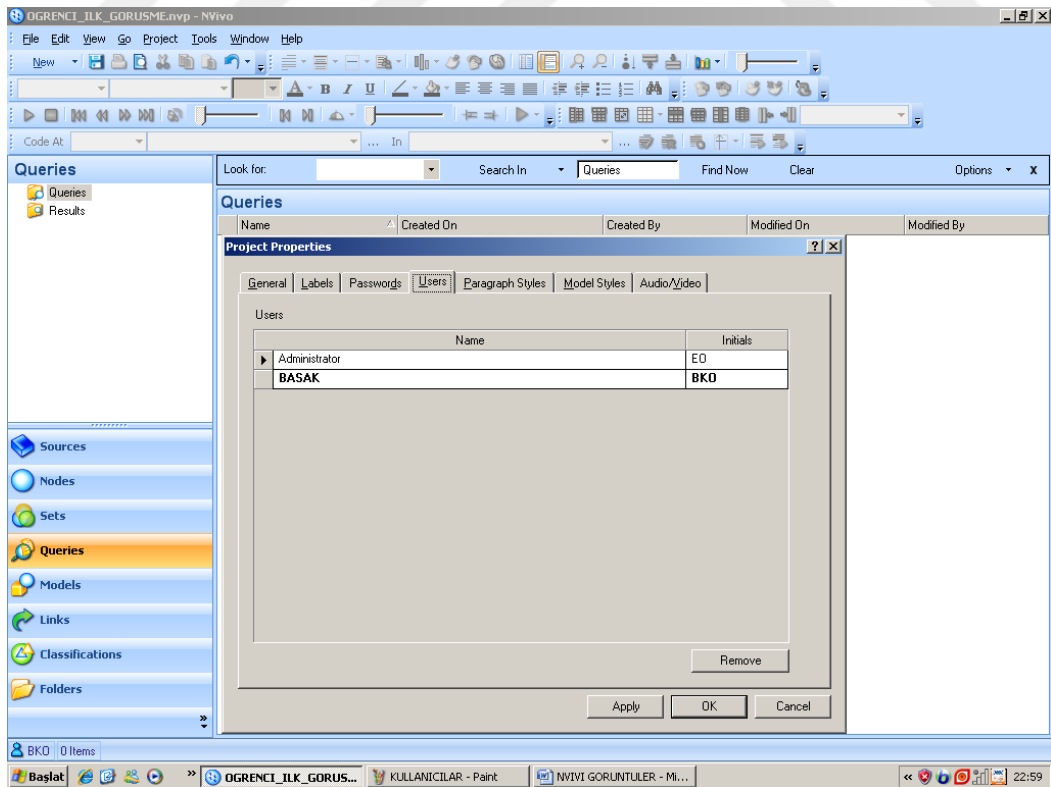 OGRENCI_ILK_GORUSME.nvp - NVivo
File Edit View Go Project Tools Window Help
New
B I U
Code At ... In ...
Queries
Queries
Results
Look for: Search In Queries Find Now Clear Options x
Queries
Name Created On Created By Modified On Modified By
Project Properties
General Labels Passwords Users Paragraph Styles Model Styles Audio/Video
Users
Name Initials
Administrator EO
BASAK BKO
Remove
Apply OK Cancel
Sources
Nodes
Sets
Queries
Models
Links
Classifications
Folders
BKO 0 Items
Başlat OGRENCI_ILK_GORUS... KULLANICILAR - Paint NVIVI GORUNTULER - Mi... 22:59